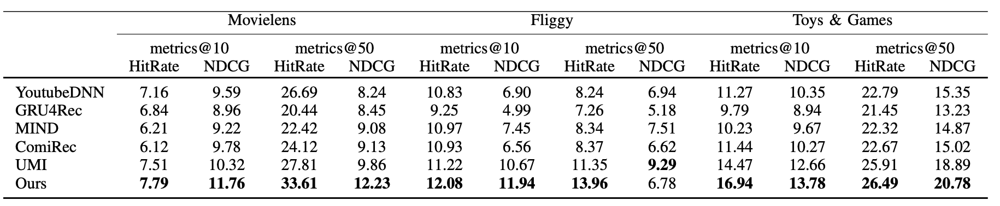 Movielens Fliggy Toys & Games
metrics@10 metrics@50 metrics@10 metrics@50 metrics@10 metrics@50
HitRate NDCG HitRate NDCG HitRate NDCG HitRate NDCG HitRate NDCG HitRate NDCG
YoutubeDNN 7.16 9.59 26.69 8.24 10.83 6.90 8.24 6.94 11.27 10.35 22.79 15.35
GRU4Rec 6.84 8.96 20.44 8.45 9.25 4.99 7.26 5.18 9.79 8.94 21.45 13.23
MIND 6.21 9.22 22.42 9.08 10.97 7.45 8.34 7.51 10.23 9.67 22.32 14.87
ComiRec 6.12 9.78 24.12 9.13 10.93 6.56 8.37 6.62 11.44 10.27 22.67 15.02
UMI 7.51 10.32 27.81 9.86 11.22 10.67 11.35 9.29 14.47 12.66 25.91 18.89
Ours 7.79 11.76 33.61 12.23 12.08 11.94 13.96 6.78 16.94 13.78 26.49 20.78